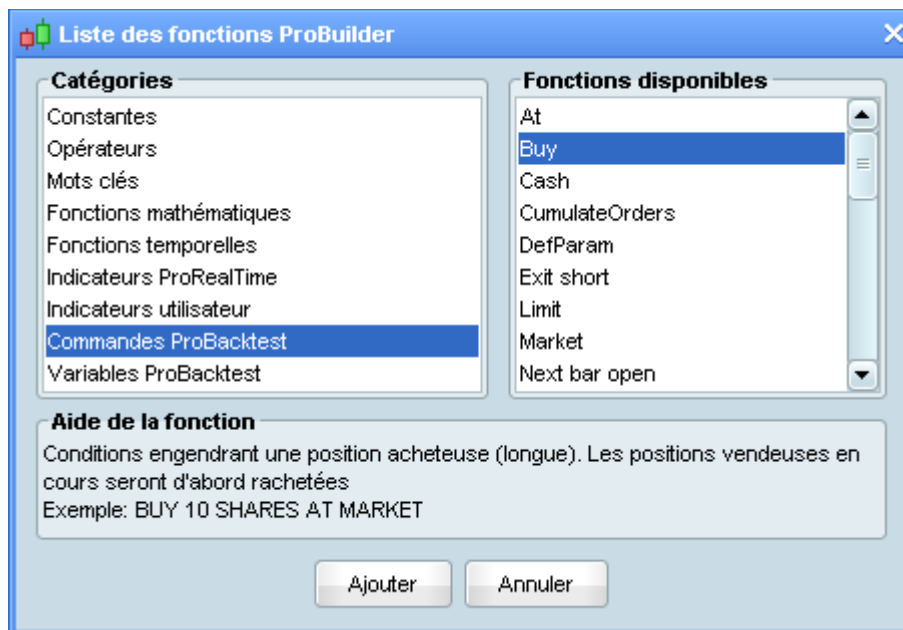 Liste des fonctions ProBuilder
Catégories
Constantes
Opérateurs
Mots clés
Fonctions mathématiques
Fonctions temporelles
Indicateurs ProRealTime
Indicateurs utilisateur
Commandes ProBacktest
Variables ProBacktest
Fonctions disponibles
At
Buy
Cash
CumulateOrders
DefParam
Exit short
Limit
Market
Next bar open
Aide de la fonction
Conditions engendrant une position acheteuse (longue). Les positions vendeuses en
cours seront d'abord rachetées
Exemple: BUY 10 SHARES AT MARKET
Ajouter
Annuler